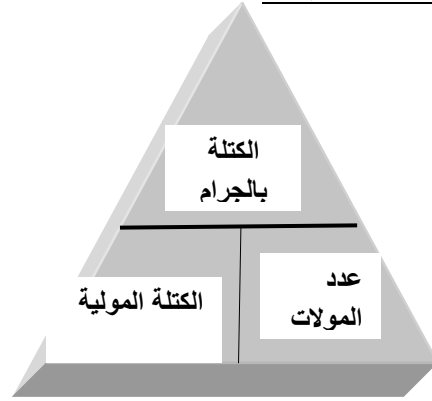 الكتلة
بالجرام
الكتلة المولية
عدد
المولات